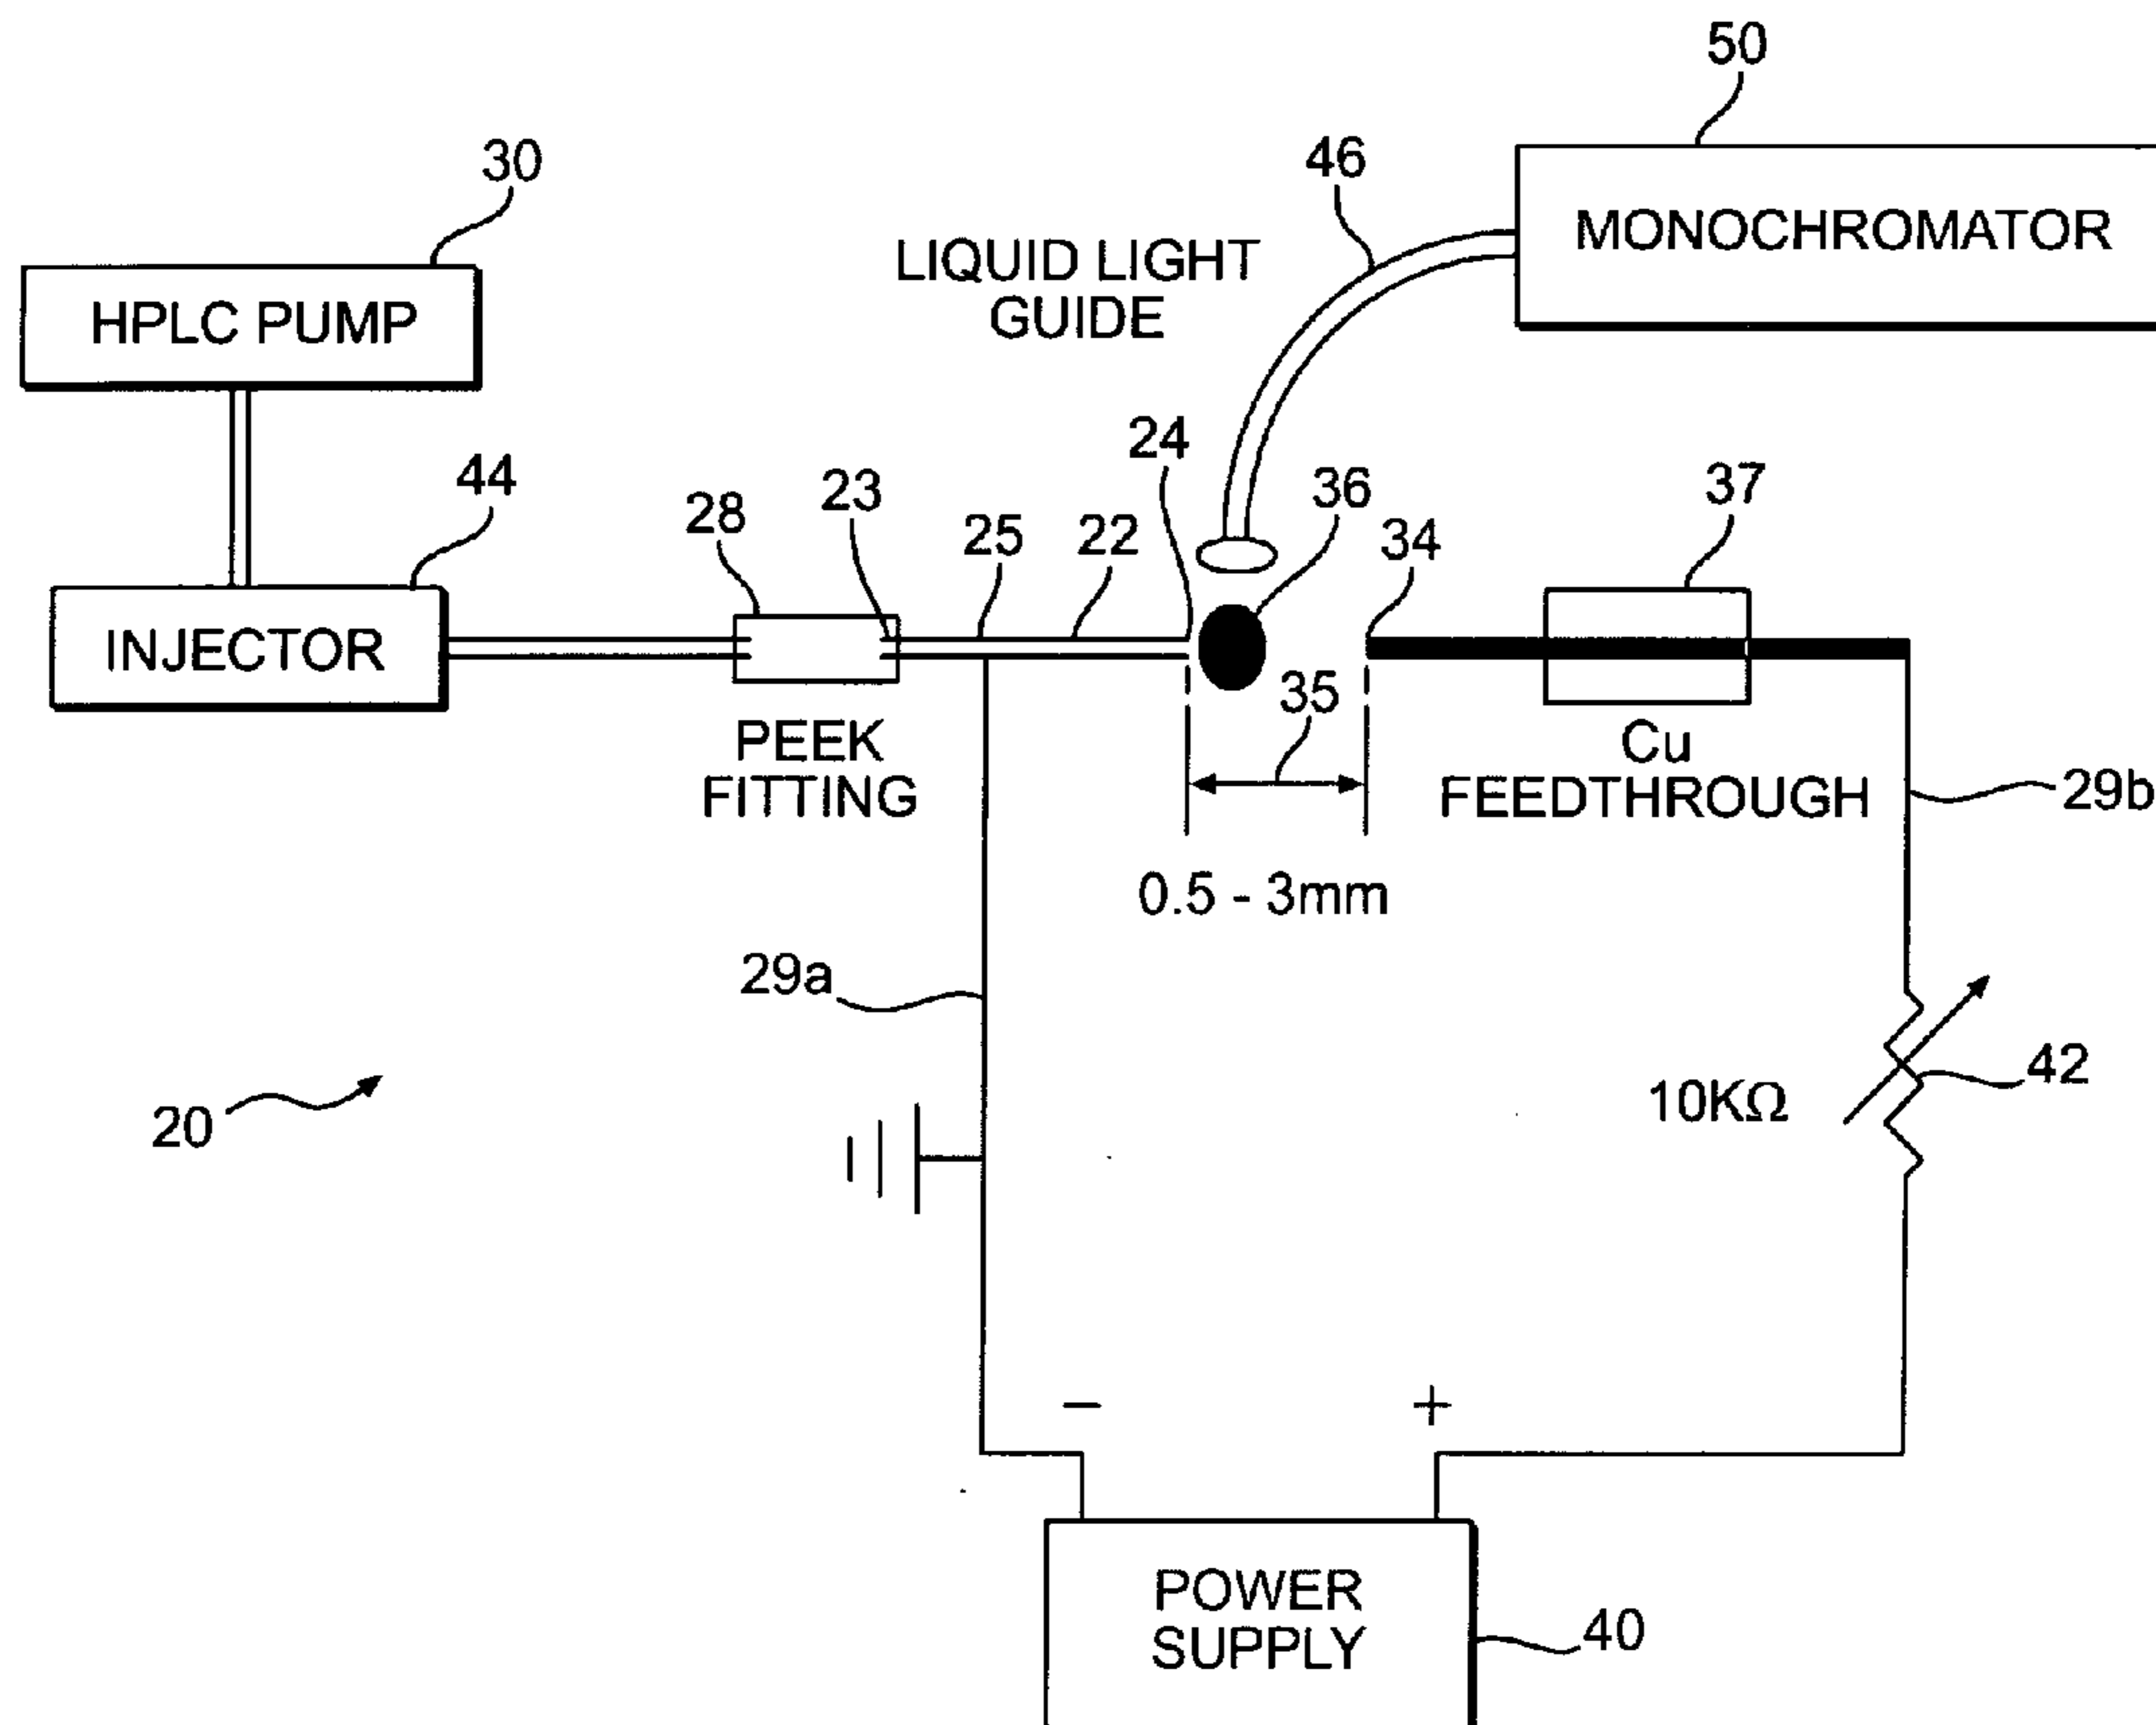 50
30
46
MONOCHROMATOR
LIQUID LIGHT
GUIDE
HPLC PUMP
24
44
23
28
36
37
25
22
34
INJECTOR
35
PEEK
FITTING
Cu
FEEDTHROUGH
29b
0.5 - 3mm
29a
42
10KΩ
20
− +
POWER
SUPPLY
40